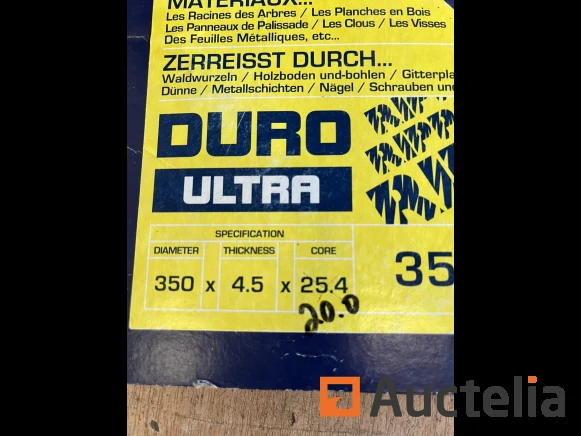 MATÉRIAUX...
Les Racines des Arbres / Les Planches en Bois
Les Panneaux de Palissade / Les Clous / Les Visses
Des Feuilles Métalliques, etc...
ZERREISST DURCH...
Waldwurzeln / Holzboden und-bohlen / Gitterpla
Dünne / Metallschichten / Nägel / Schrauben und
DURO
ULTRA
SPECIFICATION
DIAMETER THICKNESS CORE
350 x 4.5 x 25.4
35
20.0
Auctelia